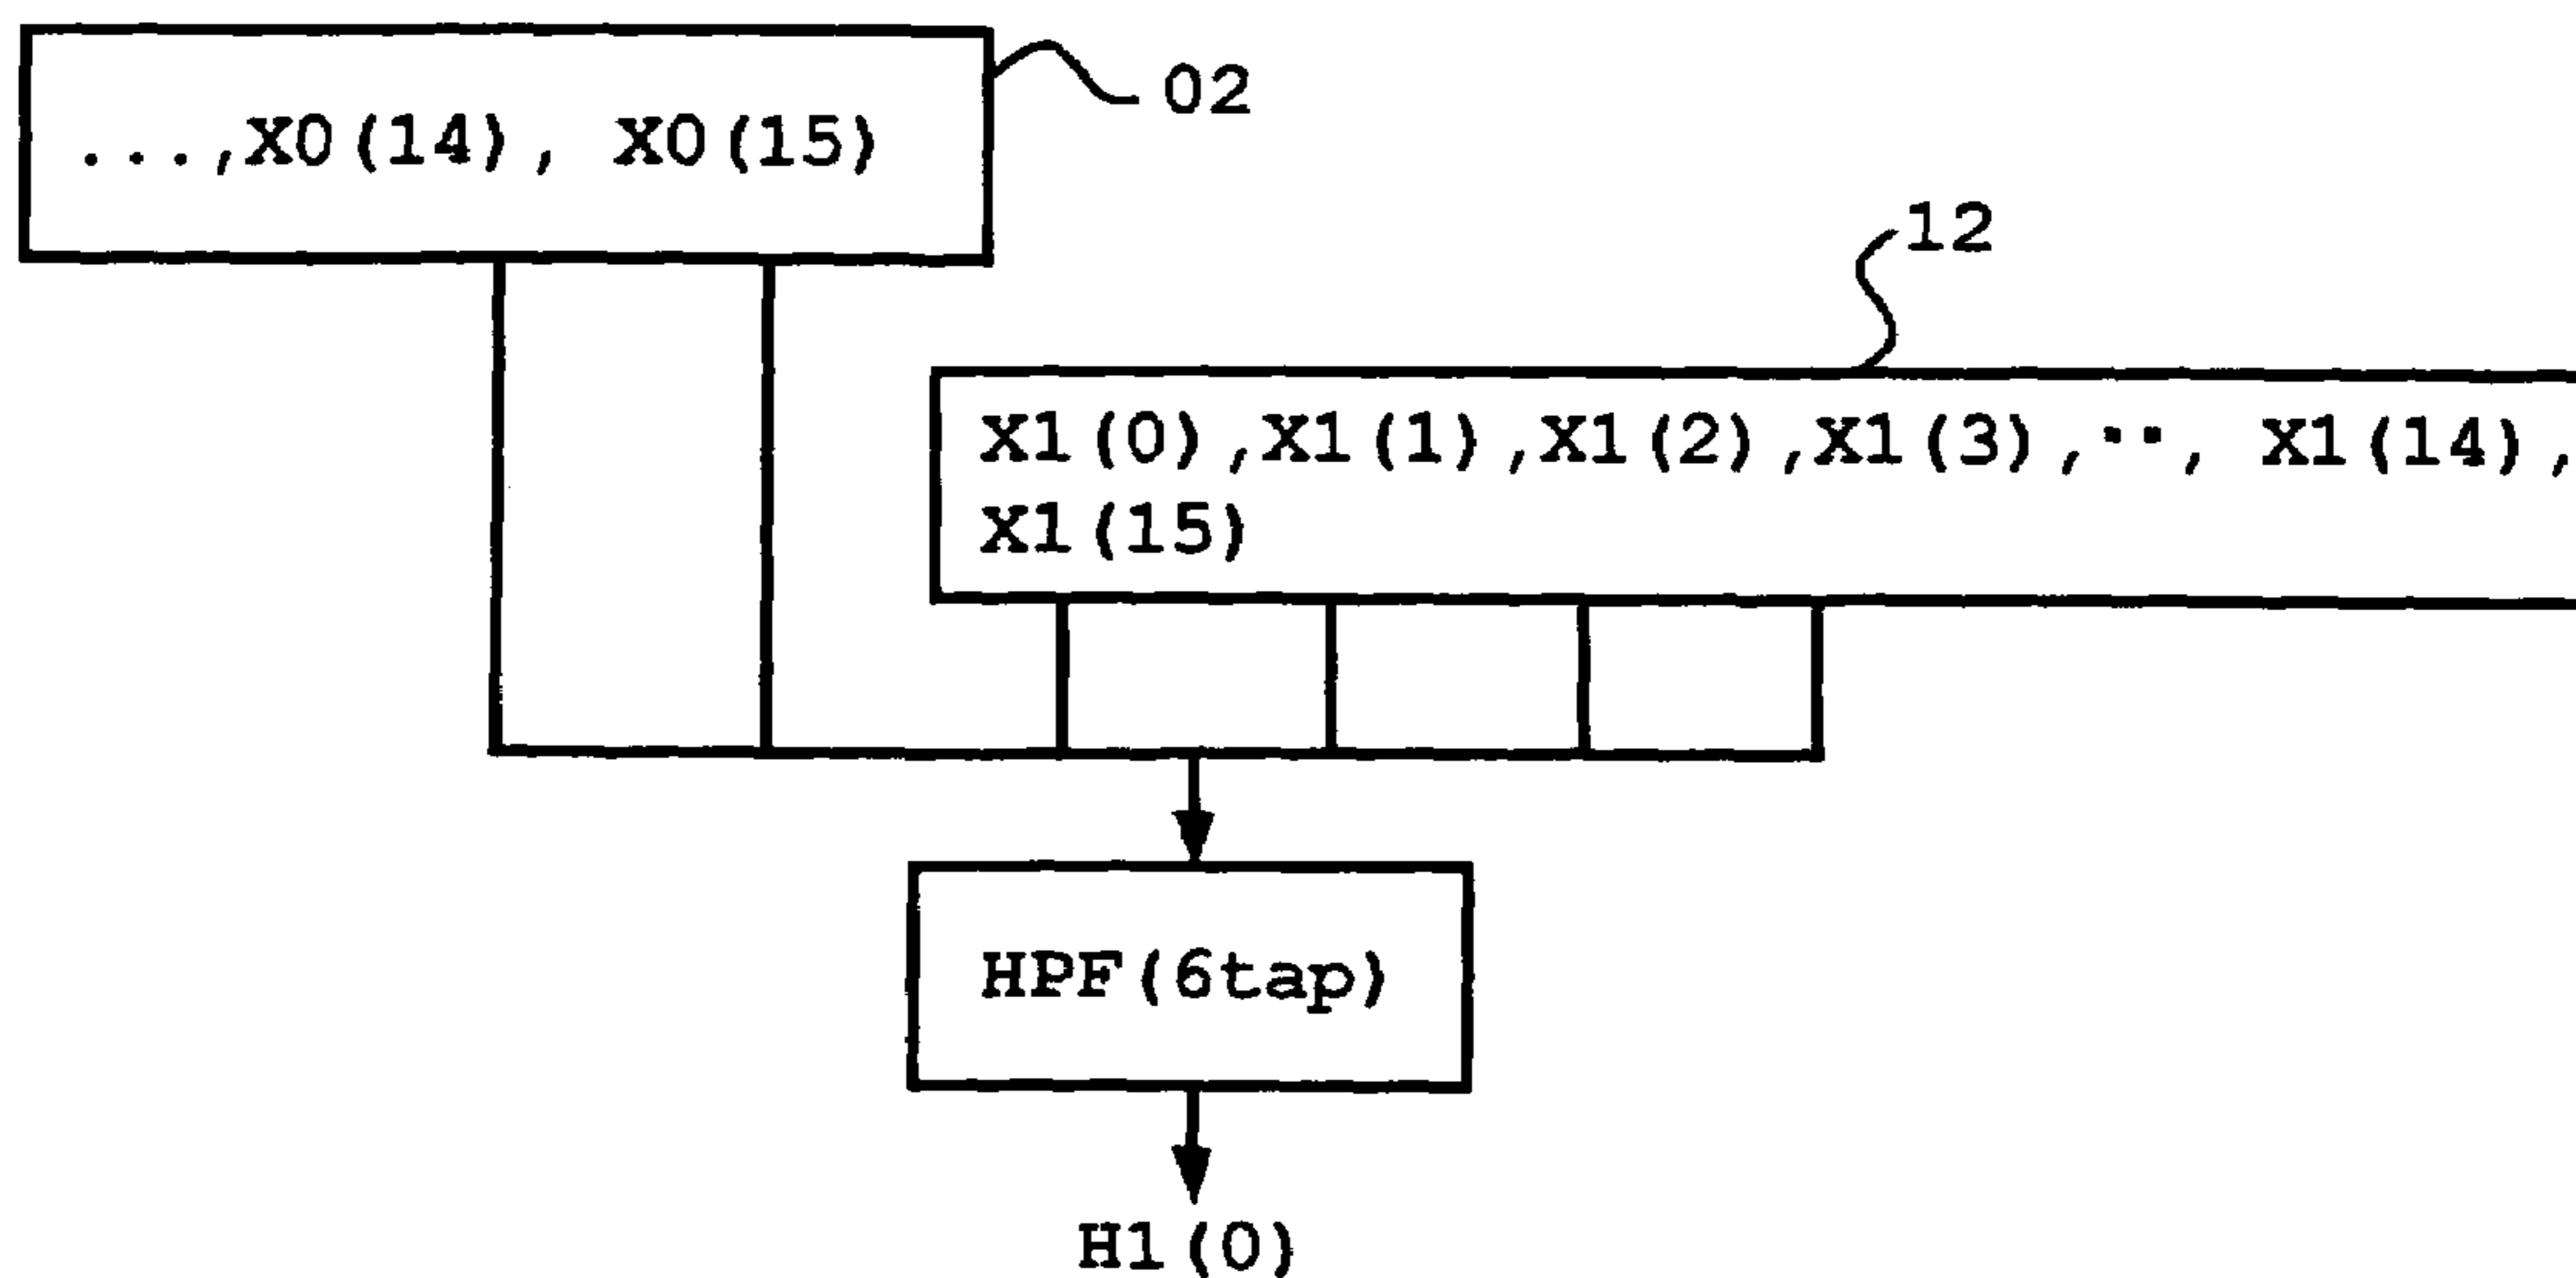 ...,X0(14), X0(15)
02
12
X1(0),X1(1),X1(2),X1(3),··, X1(14),
X1(15)
HPF(6tap)
H1(0)